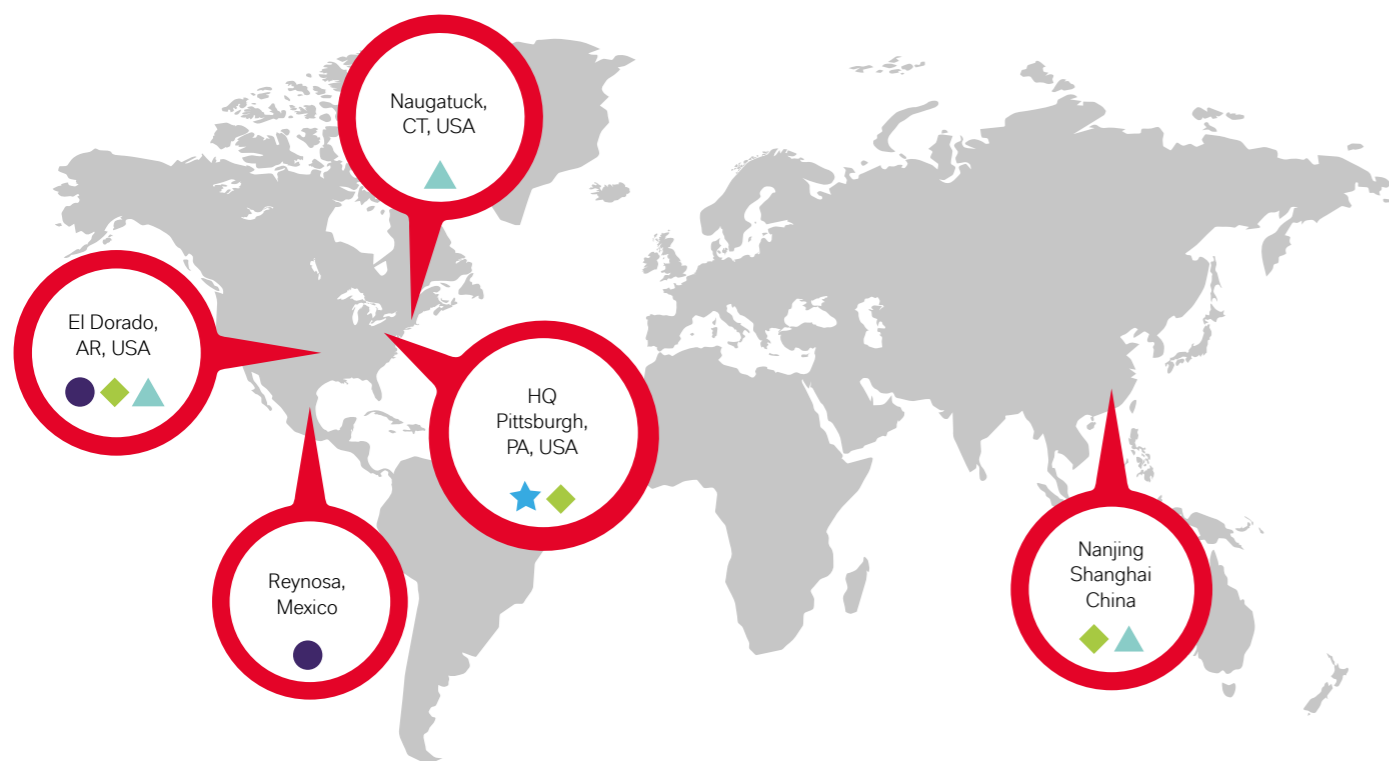 Naugatuck,
CT, USA
El Dorado,
AR, USA
HQ
Pittsburgh,
PA, USA
Reynosa,
Mexico
Nanjing
Shanghai
China